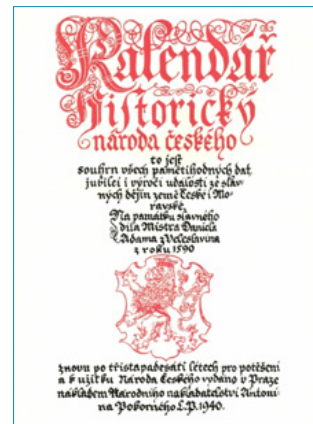 Kalendář
Historický
národa českého
to jest
souhrn všech pamětihodných dat,
jubileí i výročí událostí ze slav-
ných dějin země České i Mo-
ravské,
Na památku slavného
díla Mistra Daniele
Adama z Veleslavína
z roku 1590
znovu po třistapadesáti létech pro potěšení
a k užitku Národa Českého vydáno v Praze
nákladem Národního nakladatelství Antoní-
na Pokorného L.P. 1940.